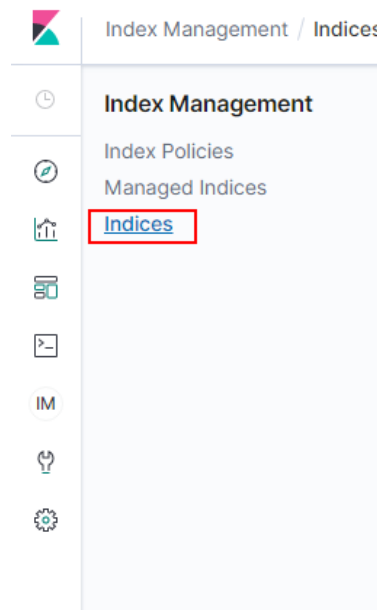 Index Management / Indices
Index Management
Index Policies
Managed Indices
Indices
>_
IM